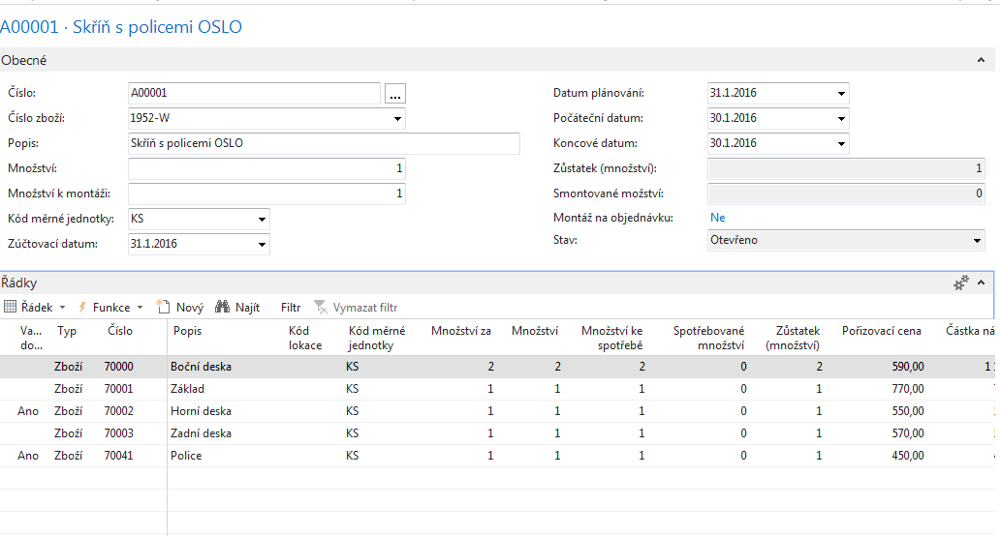 A00001 · Skříň s policemi OSLO
Obecné
Číslo: A00001 ...
Číslo zboží: 1952-W
Popis: Skříň s policemi OSLO
Množství: 1
Množství k montáži: 1
Kód měrné jednotky: KS
Zúčtovací datum: 31.1.2016
Datum plánování: 31.1.2016
Počáteční datum: 30.1.2016
Koncové datum: 30.1.2016
Zůstatek (množství): 1
Smontované možství: 0
Montáž na objednávku: Ne
Stav: Otevřeno
Řádky
Řádek Funkce Nový Najít Filtr Vymazat filtr
Va... do... Typ Číslo Popis Kód lokace Kód měrné jednotky Množství za Množství Množství ke spotřebě Spotřebované množství Zůstatek (množství) Pořizovací cena Částka ná
Zboží 70000 Boční deska KS 2 2 2 0 2 590,00 1
Zboží 70001 Základ KS 1 1 1 0 1 770,00
Ano Zboží 70002 Horní deska KS 1 1 1 0 1 550,00
Zboží 70003 Zadní deska KS 1 1 1 0 1 570,00
Ano Zboží 70041 Police KS 1 1 1 0 1 450,00